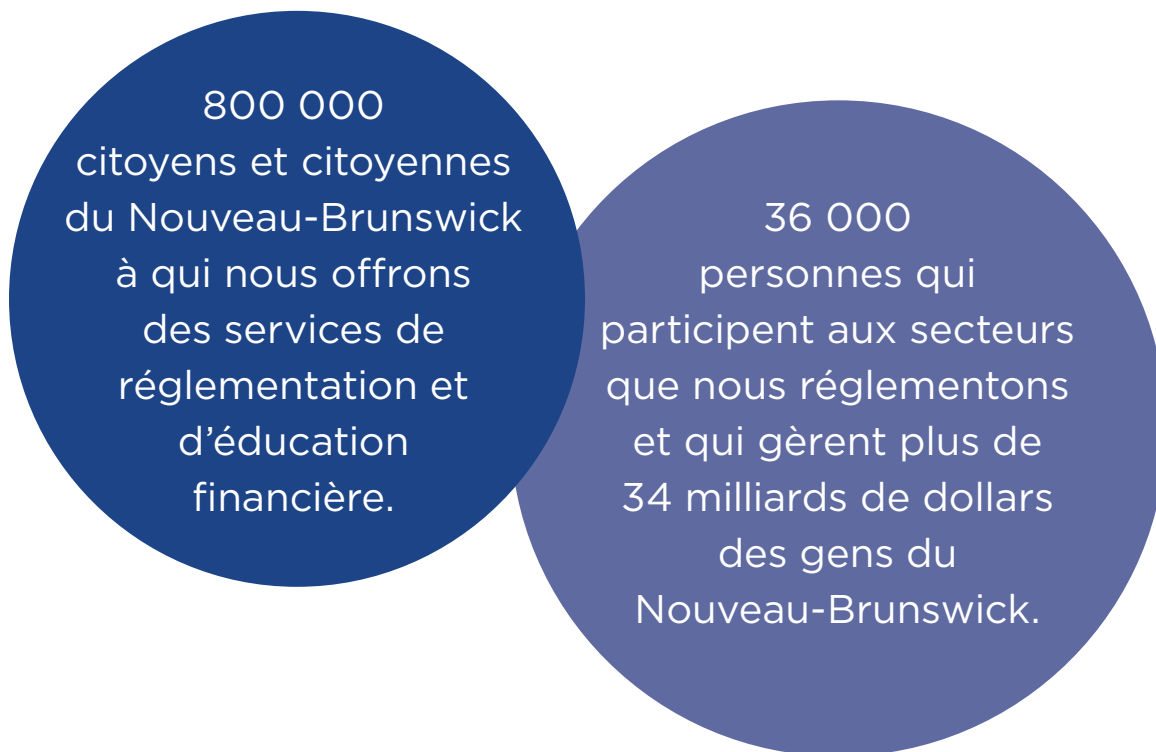 800 000
citoyens et citoyennes
du Nouveau-Brunswick
à qui nous offrons
des services de
réglementation et
d’éducation
financière.
36 000
personnes qui
participent aux secteurs
que nous réglementons
et qui gèrent plus de
34 milliards de dollars
des gens du
Nouveau-Brunswick.